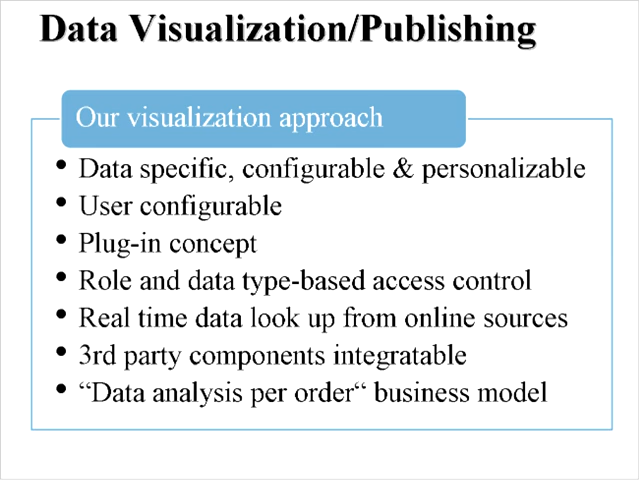 Data Visualization/Publishing
Our visualization approach
• Data specific, configurable & personalizable
• User configurable
• Plug-in concept
• Role and data type-based access control
• Real time data look up from online sources
• 3rd party components integratable
• “Data analysis per order“ business model